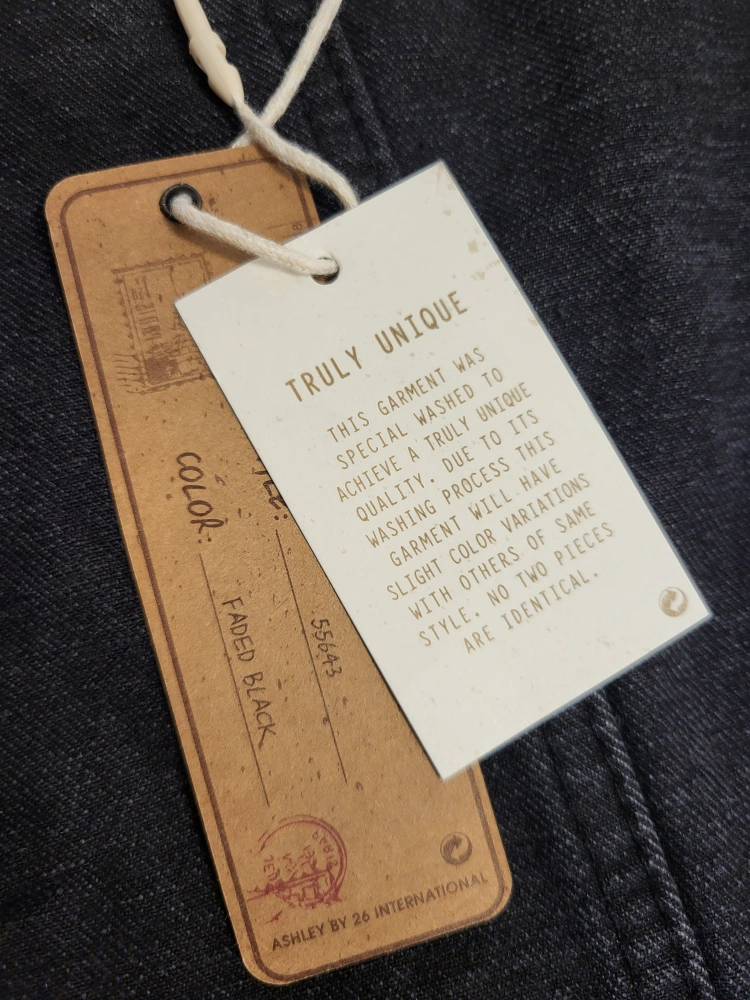 TRULY UNIQUE
THIS GARMENT WAS
SPECIAL WASHED TO
ACHIEVE A TRULY UNIQUE
QUALITY. DUE TO ITS
WASHING PROCESS THIS
GARMENT WILL HAVE
SLIGHT COLOR VARIATIONS
WITH OTHERS OF SAME
STYLE. NO TWO PIECES
ARE IDENTICAL.
55643
COLOR:
FADED BLACK
ASHLEY BY 26 INTERNATIONAL